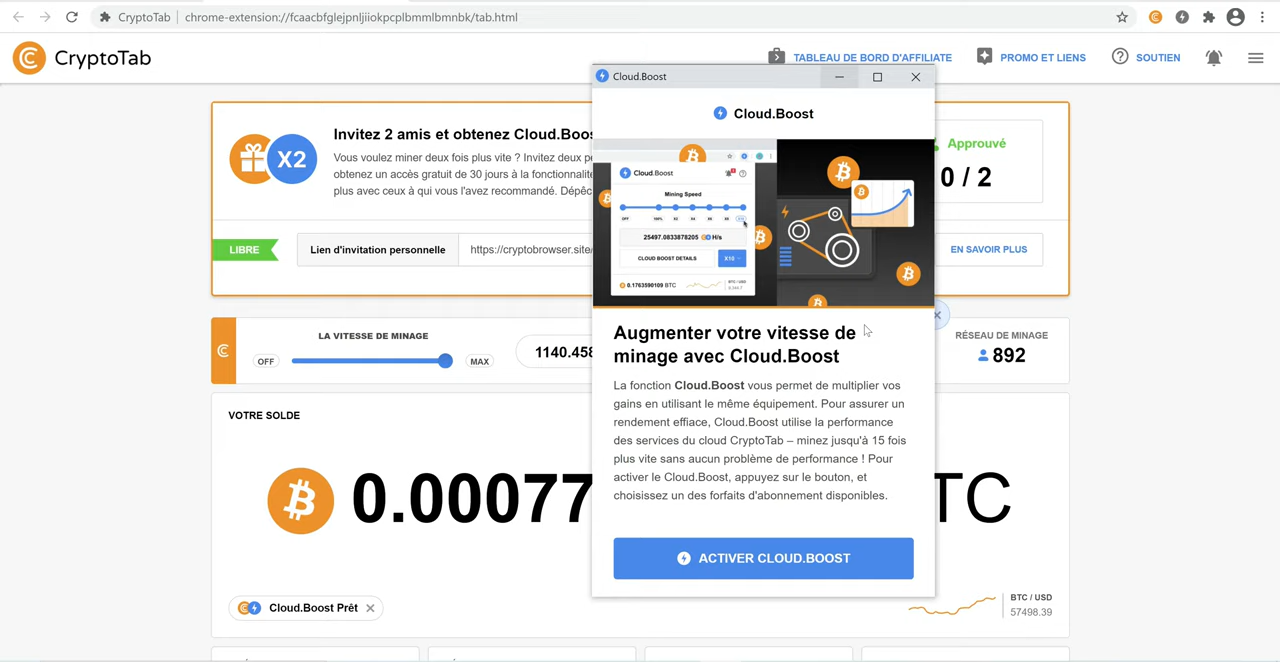 CryptoTab
chrome-extension://fcaacbfglejpnljiiokpcplbmmlbmnbk/tab.html
CryptoTab
TABLEAU DE BORD D'AFFILIATE
PROMO ET LIENS
SOUTIEN
Invitez 2 amis et obtenez
X2
Vous voulez miner deux fois plus vite ? Invitez deux
obtenez un accès gratuit de 30 jours à la
plus avec ceux à qui vous l'avez recommandé.
Approuvé
0 / 2
LIBRE
Lien d'invitation personnelle
https://cryptobrowser.site/
EN SAVOIR PLUS
LA VITESSE DE MINAGE
OFF
MAX
1140.458
RÉSEAU DE MINAGE
892
VOTRE SOLDE
0.00077
TC
Cloud.Boost Prêt
BTC / USD
57498.39
Cloud.Boost
Cloud.Boost
Cloud.Boost
Mining Speed
OFF
100%
25497.0833878205 H/s
CLOUD BOOST DETAILS
X15
0.1763590109 BTC
BTC / USD
Augmenter votre vitesse de
minage avec Cloud.Boost
La fonction Cloud.Boost vous permet de multiplier vos
gains en utilisant le même équipement. Pour assurer un
rendement effiace, Cloud.Boost utilise la performance
des services du cloud CryptoTab – minez jusqu'à 15 fois
plus vite sans aucun problème de performance ! Pour
activer le Cloud.Boost, appuyez sur le bouton, et
choisissez un des forfaits d'abonnement disponibles.
ACTIVER CLOUD.BOOST